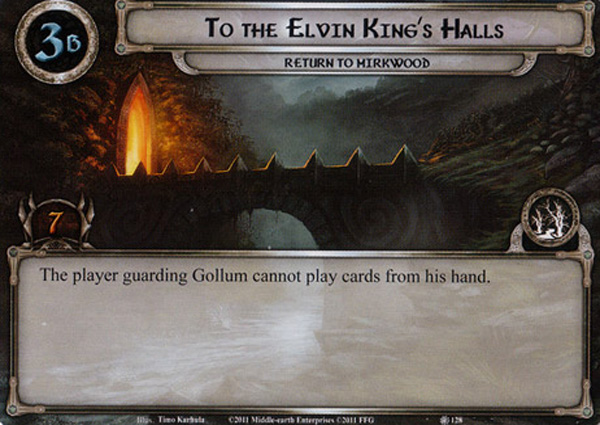 3B
To the Elvin King's Halls
Return to Mirkwood
7
The player guarding Gollum cannot play cards from his hand.
Illus. Timo Karhula ©2011 Middle-earth Enterprises ©2011 FFG 128